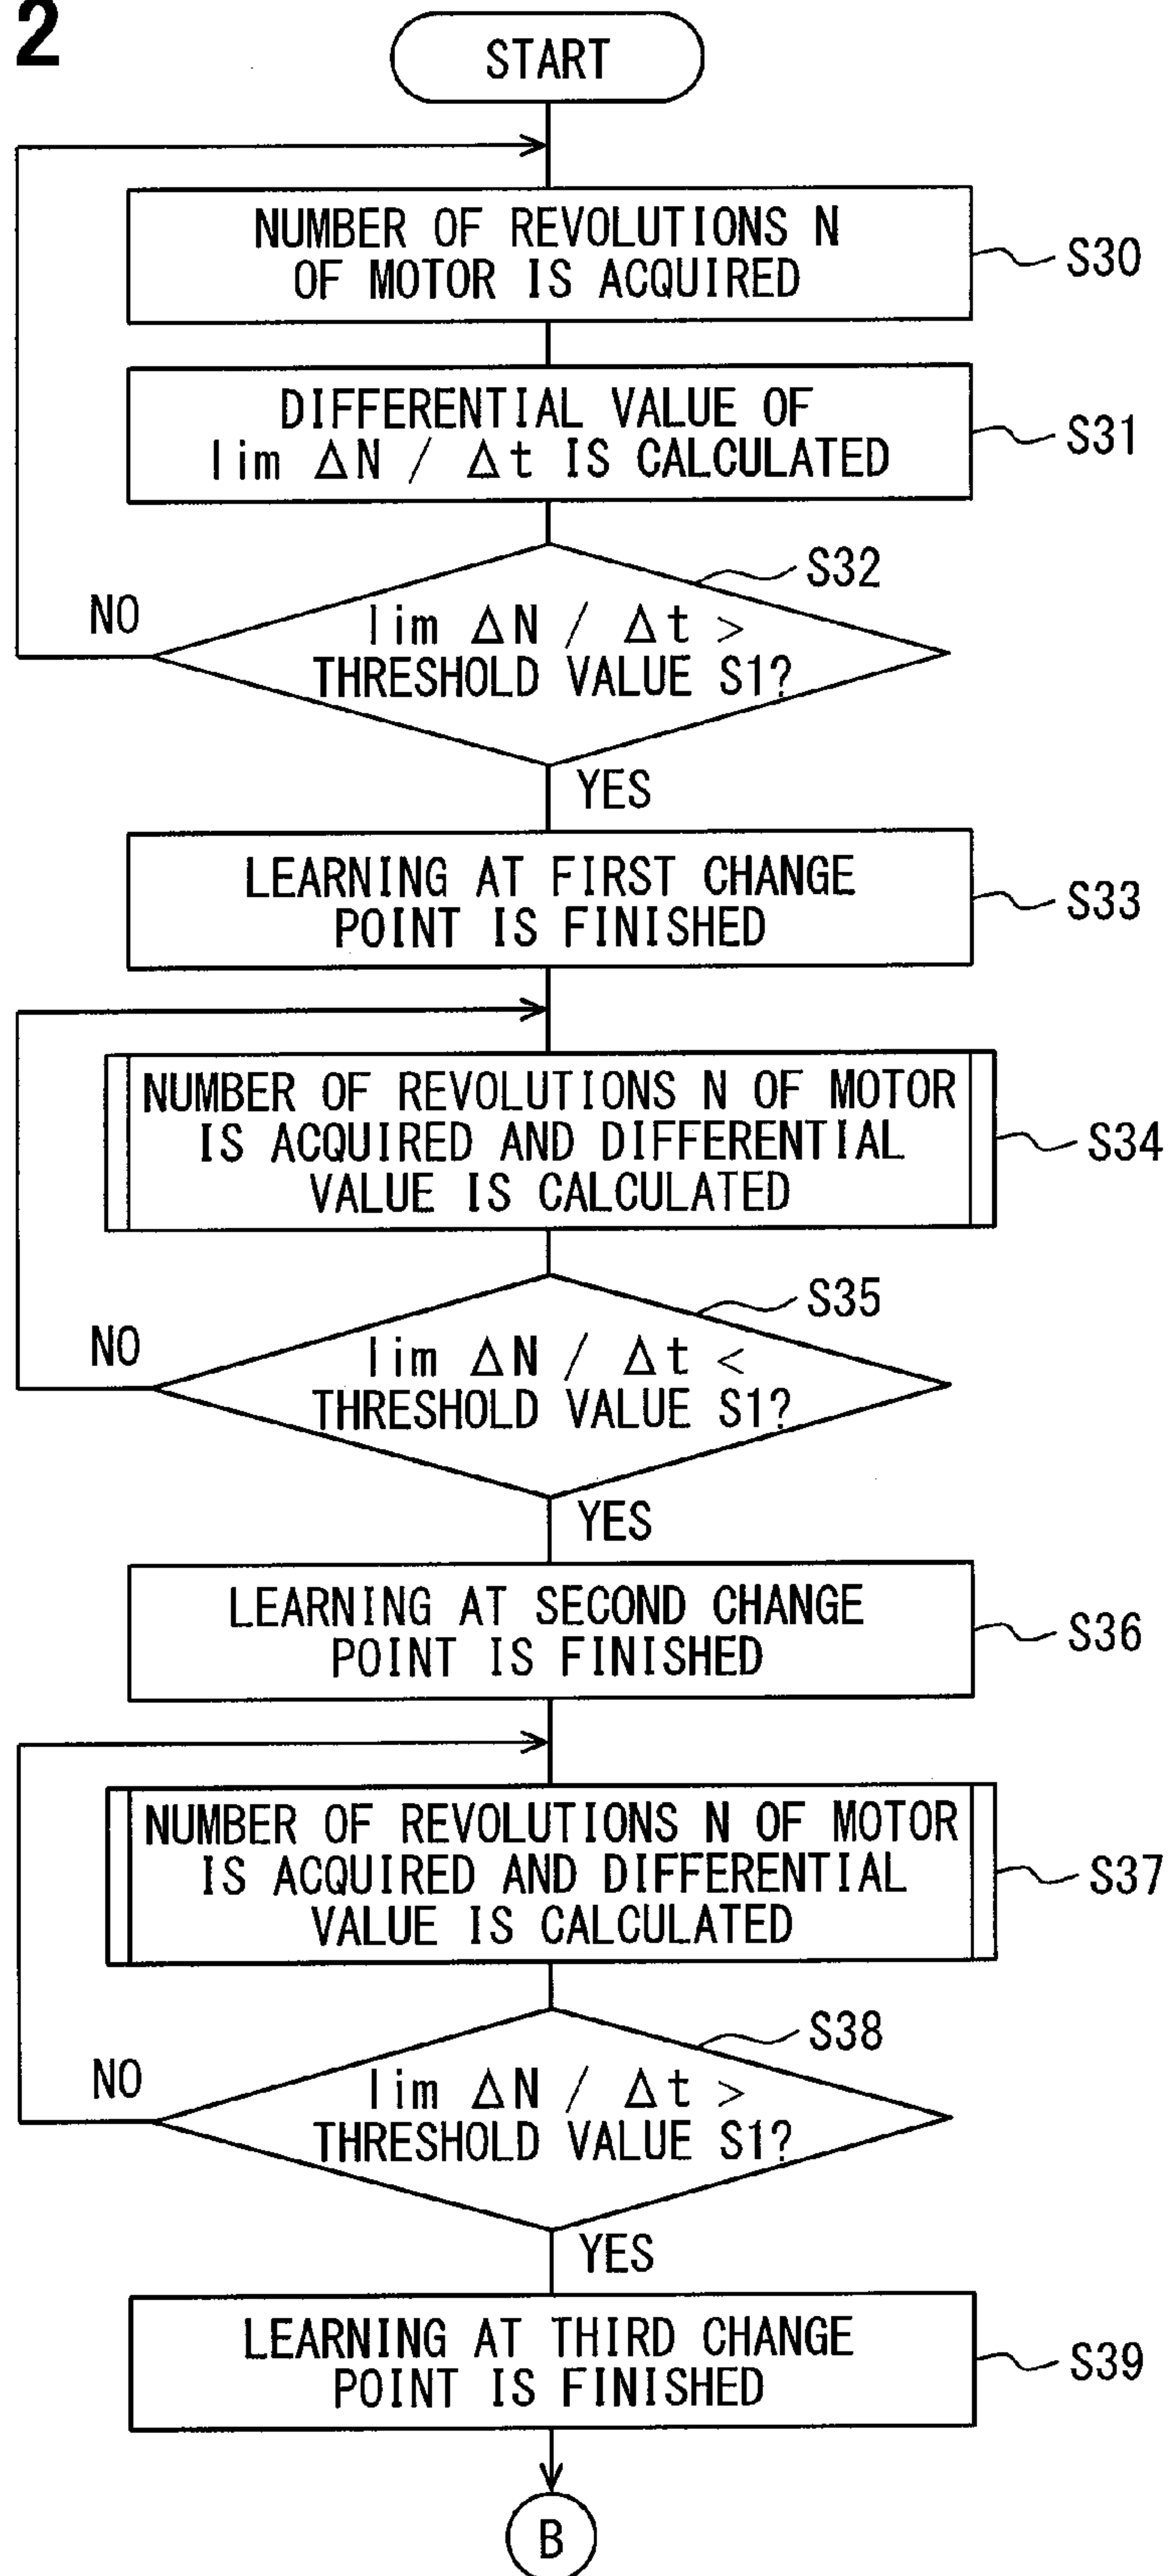 2
START
NUMBER OF REVOLUTIONS N
OF MOTOR IS ACQUIRED
S30
DIFFERENTIAL VALUE OF
lim ΔN / Δt IS CALCULATED
S31
S32
NO
lim ΔN / Δt >
THRESHOLD VALUE S1?
YES
LEARNING AT FIRST CHANGE
POINT IS FINISHED
S33
NUMBER OF REVOLUTIONS N OF MOTOR
IS ACQUIRED AND DIFFERENTIAL
VALUE IS CALCULATED
S34
S35
NO
lim ΔN / Δt <
THRESHOLD VALUE S1?
YES
LEARNING AT SECOND CHANGE
POINT IS FINISHED
S36
NUMBER OF REVOLUTIONS N OF MOTOR
IS ACQUIRED AND DIFFERENTIAL
VALUE IS CALCULATED
S37
S38
NO
lim ΔN / Δt >
THRESHOLD VALUE S1?
YES
LEARNING AT THIRD CHANGE
POINT IS FINISHED
S39
B